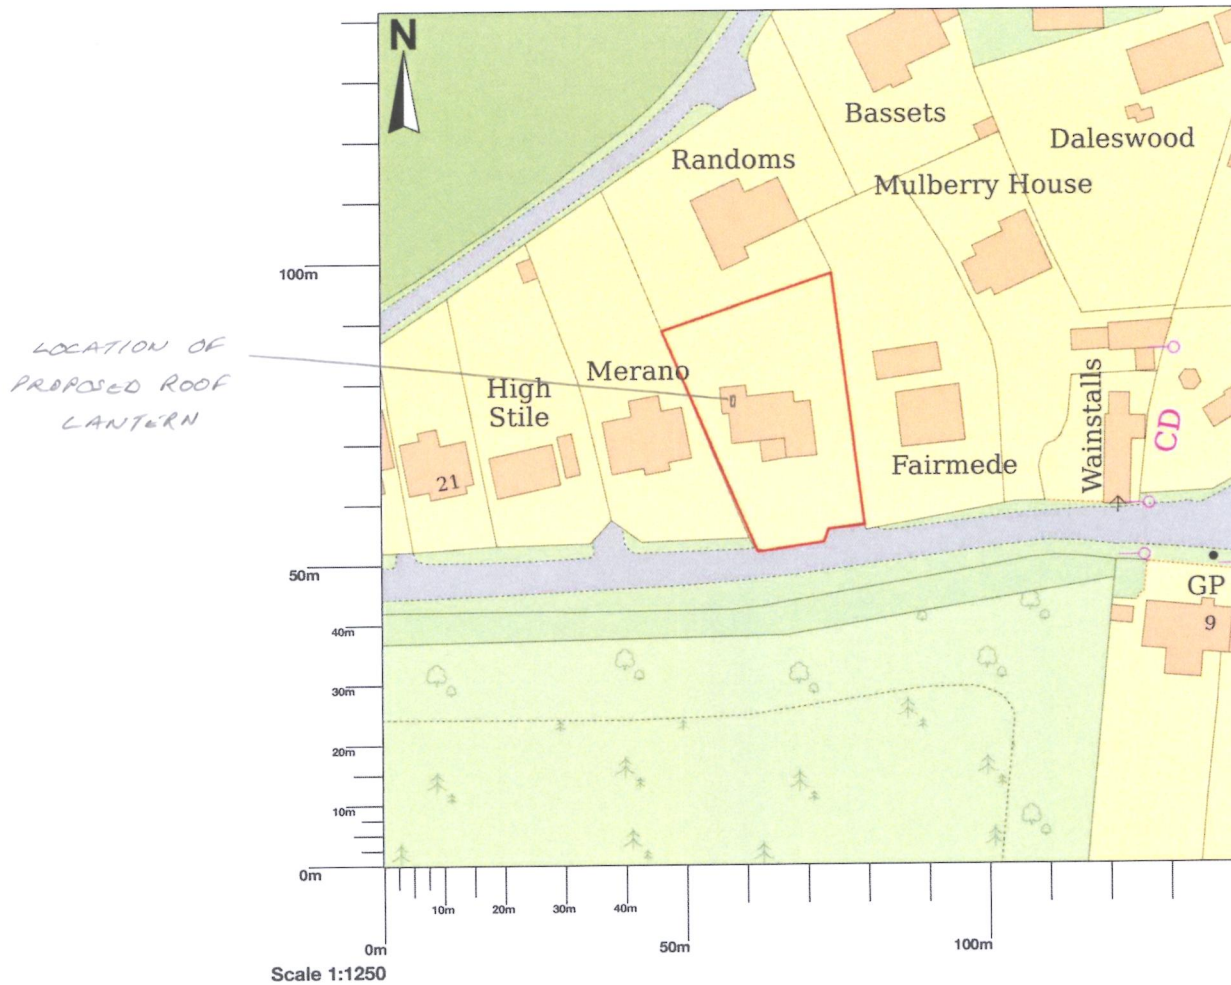 N
Bassets
Daleswood
Randoms
Mulberry House
100m
LOCATION OF
PROPOSED ROOF
LANTERN
Merano
High
Stile
Wainstalls
CD
Fairmede
21
50m
GP
9
40m
30m
20m
10m
0m
10m
20m
30m
40m
0m
50m
100m
Scale 1:1250